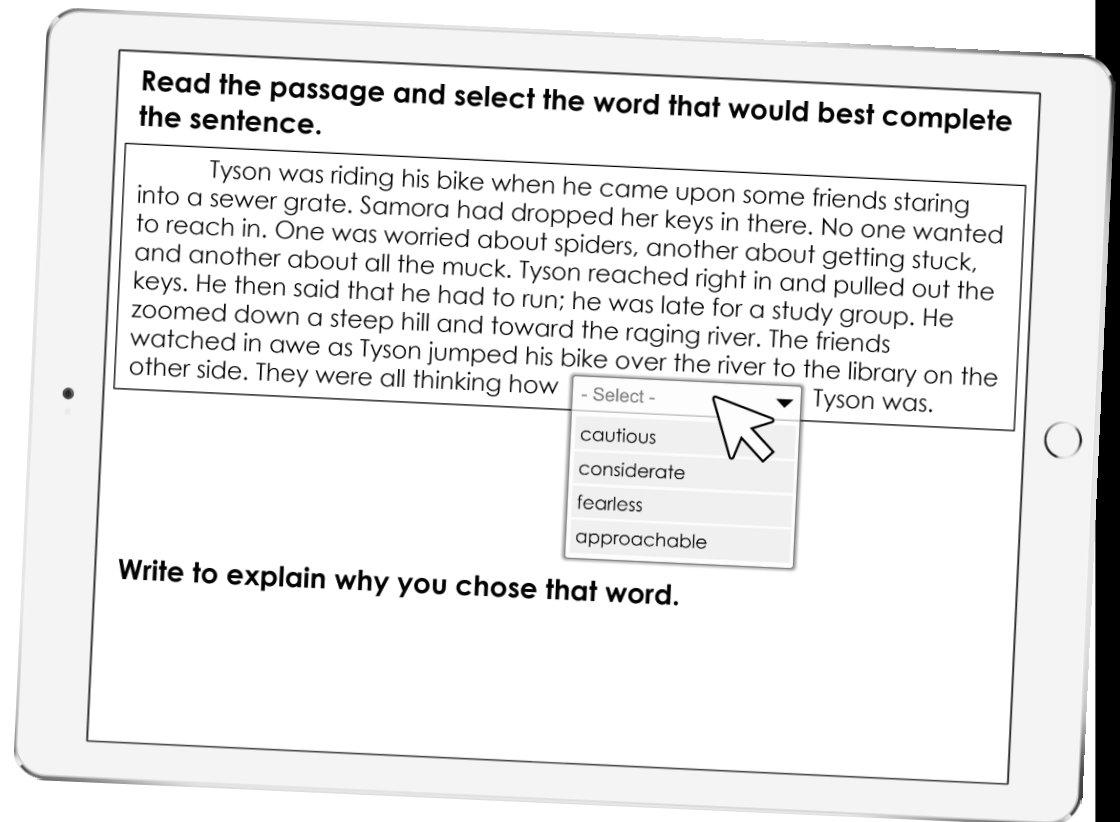 Read the passage and select the word that would best complete
the sentence.
Tyson was riding his bike when he came upon some friends staring
into a sewer grate. Samora had dropped her keys in there. No one wanted
to reach in. One was worried about spiders, another about getting stuck,
and another about all the muck. Tyson reached right in and pulled out the
keys. He then said that he had to run; he was late for a study group. He
zoomed down a steep hill and toward the raging river. The friends
watched in awe as Tyson jumped his bike over the river to the library on the
other side. They were all thinking how - Select - Tyson was.
cautious
considerate
fearless
approachable
Write to explain why you chose that word.